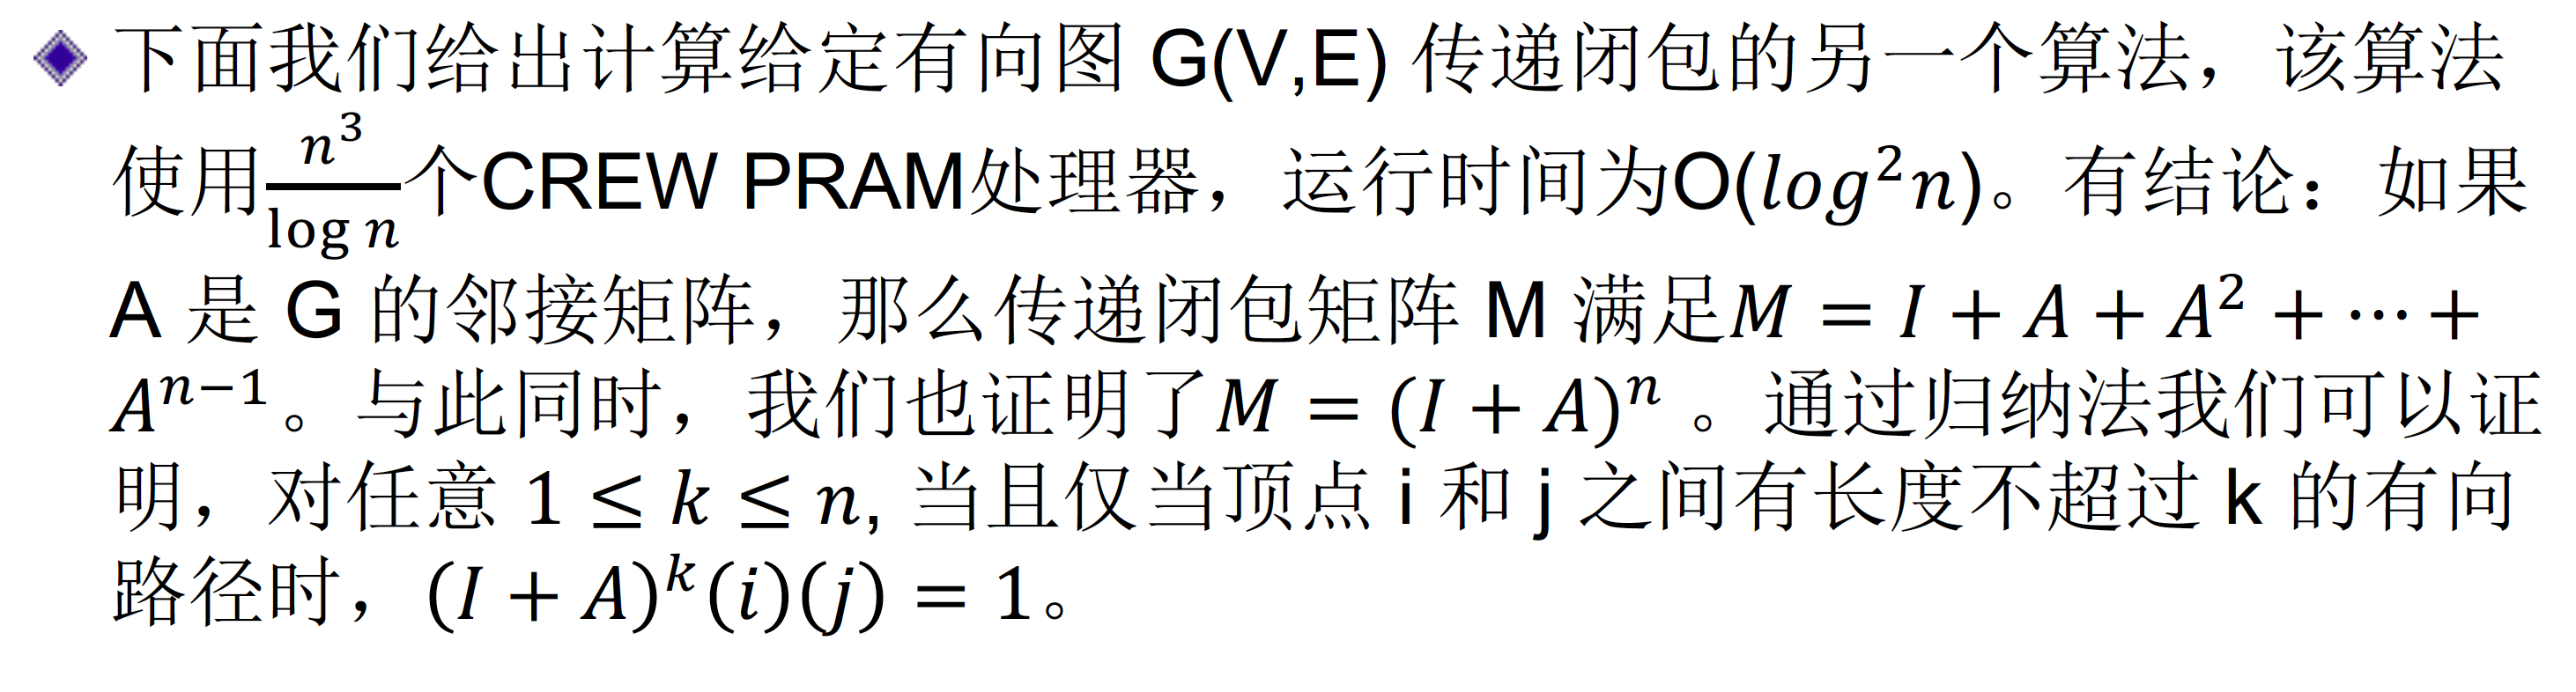 下面我们给出计算给定有向图 G(V,E) 传递闭包的另一个算法，该算法
使用$\frac{n^3}{\log n}$个CREW PRAM处理器，运行时间为O($log^2 n$)。有结论：如果
A 是 G 的邻接矩阵，那么传递闭包矩阵 M 满足$M = I + A + A^2 + \cdots +$
$A^{n-1}$。与此同时，我们也证明了$M = (I + A)^n$ 。通过归纳法我们可以证
明，对任意 $1 \leq k \leq n$, 当且仅当顶点 i 和 j 之间有长度不超过 k 的有向
路径时，$(I + A)^k(i)(j) = 1$。